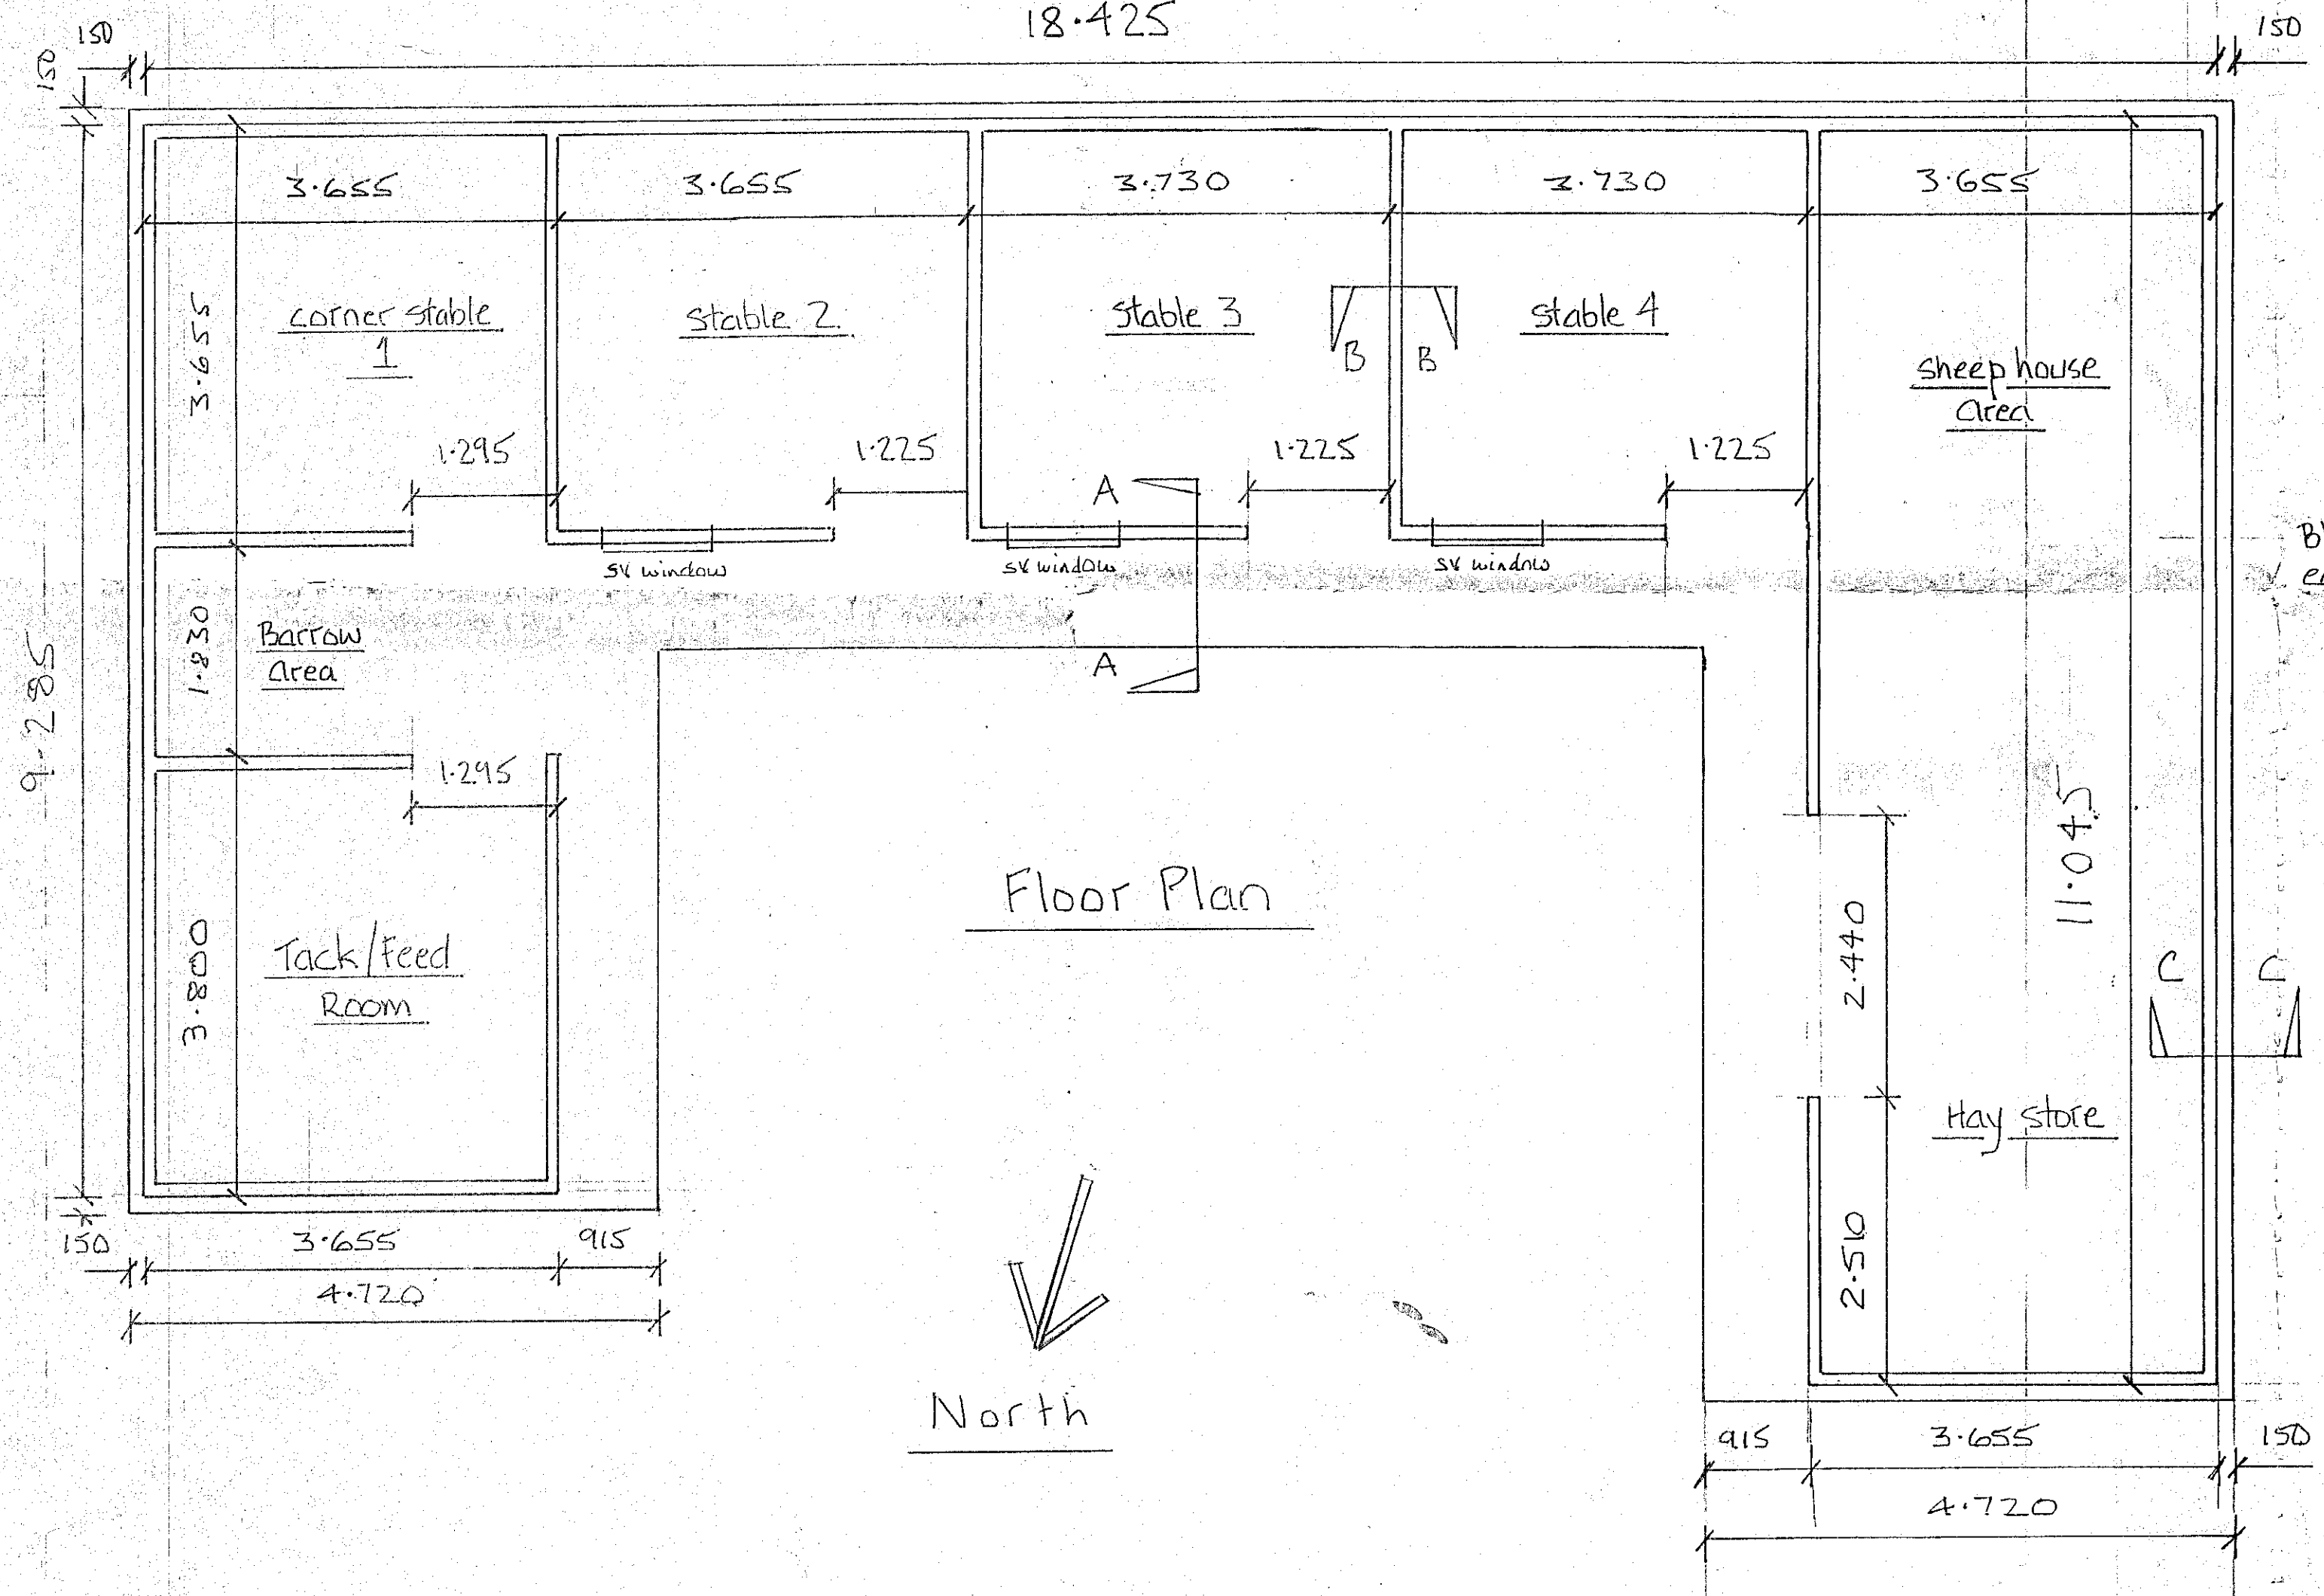 18.425
150
150
150
3.655
3.655
3.730
3.730
3.655
3.655
corner stable
1
Stable 2
Stable 3
Stable 4
B
B
Sheep house
area
1.295
1.225
1.225
1.225
A
SV window
SV window
SV window
1.830
Barrow
Area
A
9.285
1.295
11.045
Floor Plan
2.440
C
C
3.800
Tack/Feed
Room
Hay store
2.510
150
3.655
915
4.720
North
915
3.655
150
4.720